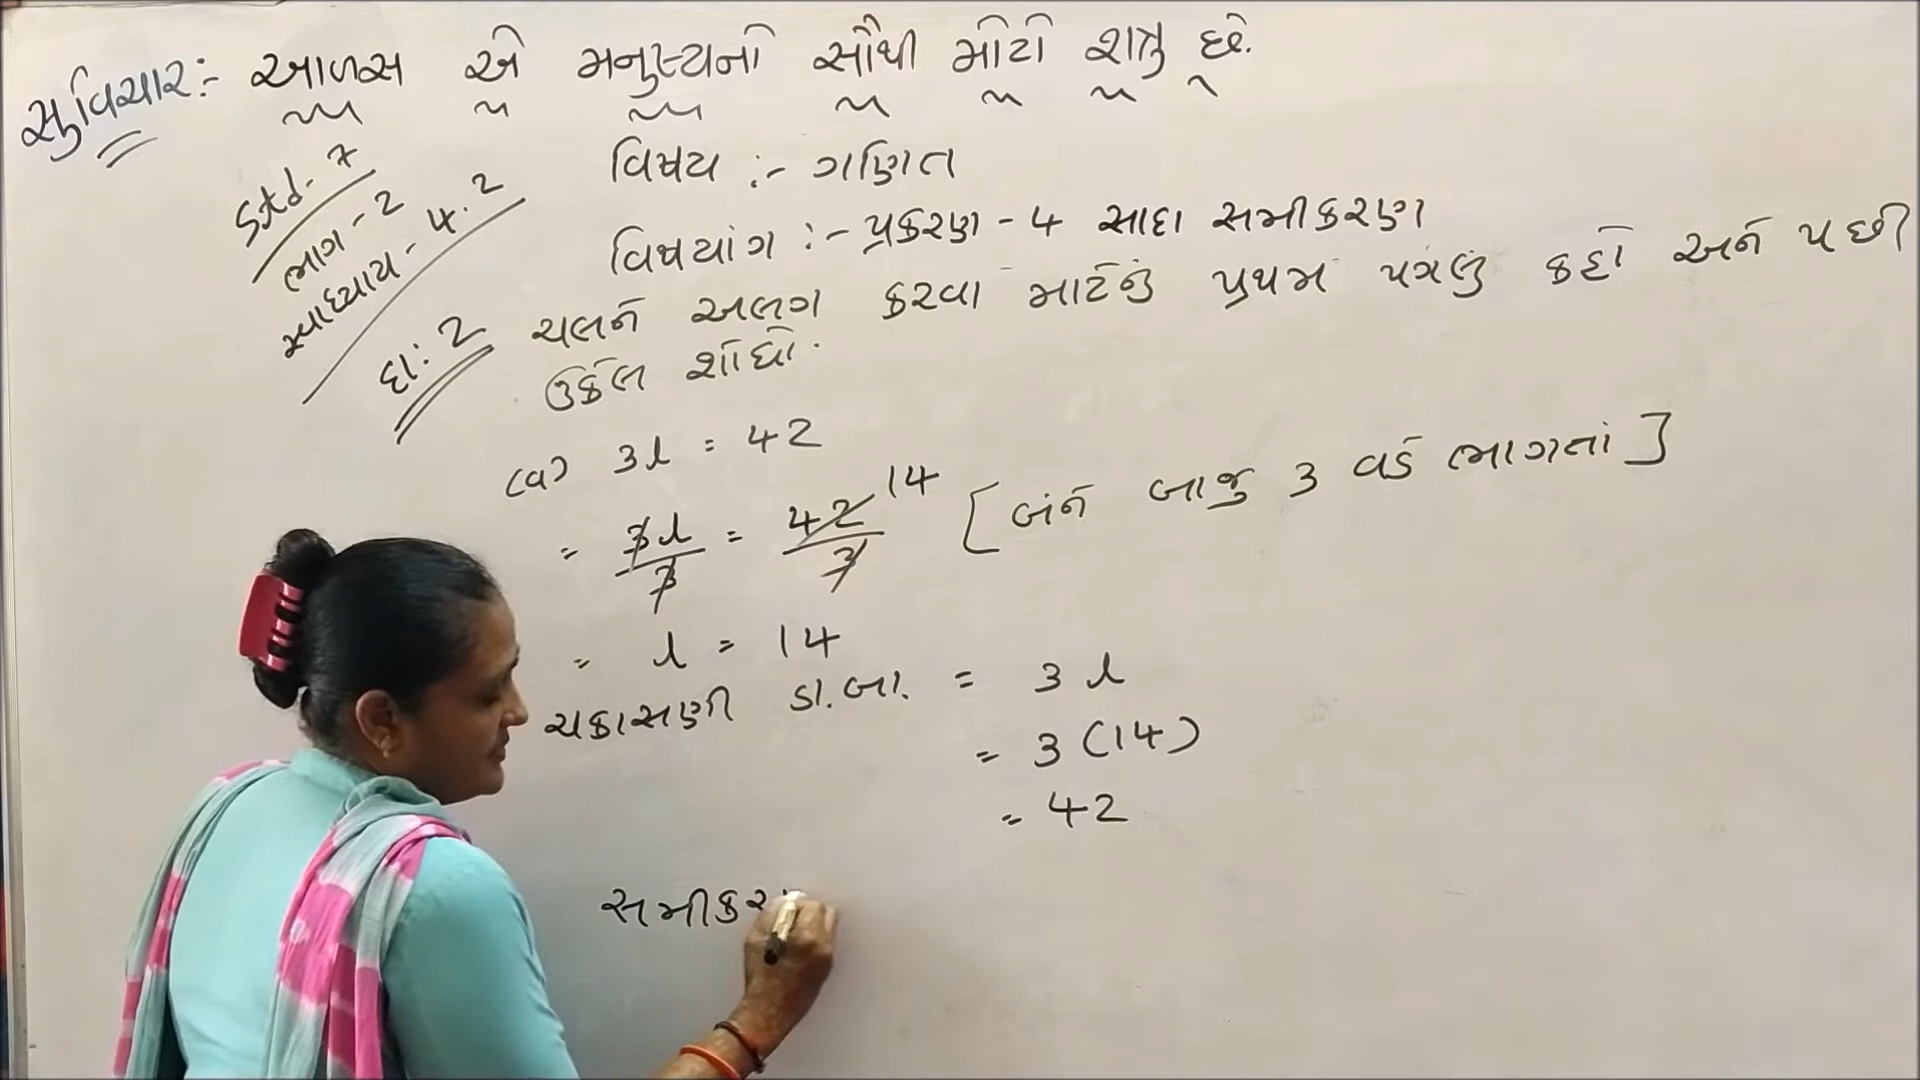 સુવિચાર:- આળસ એ મનુષ્યનો સૌથી મોટો શત્રુ છે.
Std- 7
ભાગ - 2
સ્વાધ્યાય - 4.2
વિષય :- ગણિત
વિષયાંગ :- પ્રકરણ - 4 સાદા સમીકરણ
દા: 2 ચલને અલગ કરવા માટેનું પ્રથમ પગલું કહો અને પછી
ઉકેલ શોધો.
(a) 3l = 42
= 3l/3 = 42/3 14 [બંને બાજુ 3 વડે ભાગતાં]
= l = 14
ચકાસણી ડા.બા. = 3l
= 3(14)
= 42
સમીકર